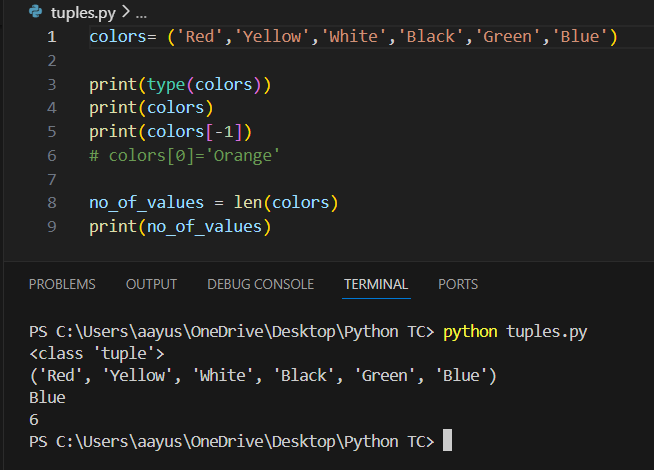 tuples.py > ...
1 colors= ('Red','Yellow','White','Black','Green','Blue')
2
3 print(type(colors))
4 print(colors)
5 print(colors[-1])
6 # colors[0]='Orange'
7
8 no_of_values = len(colors)
9 print(no_of_values)
PROBLEMS OUTPUT DEBUG CONSOLE TERMINAL PORTS
PS C:\Users\aayus\OneDrive\Desktop\Python TC> python tuples.py
<class 'tuple'>
('Red', 'Yellow', 'White', 'Black', 'Green', 'Blue')
Blue
6
PS C:\Users\aayus\OneDrive\Desktop\Python TC>